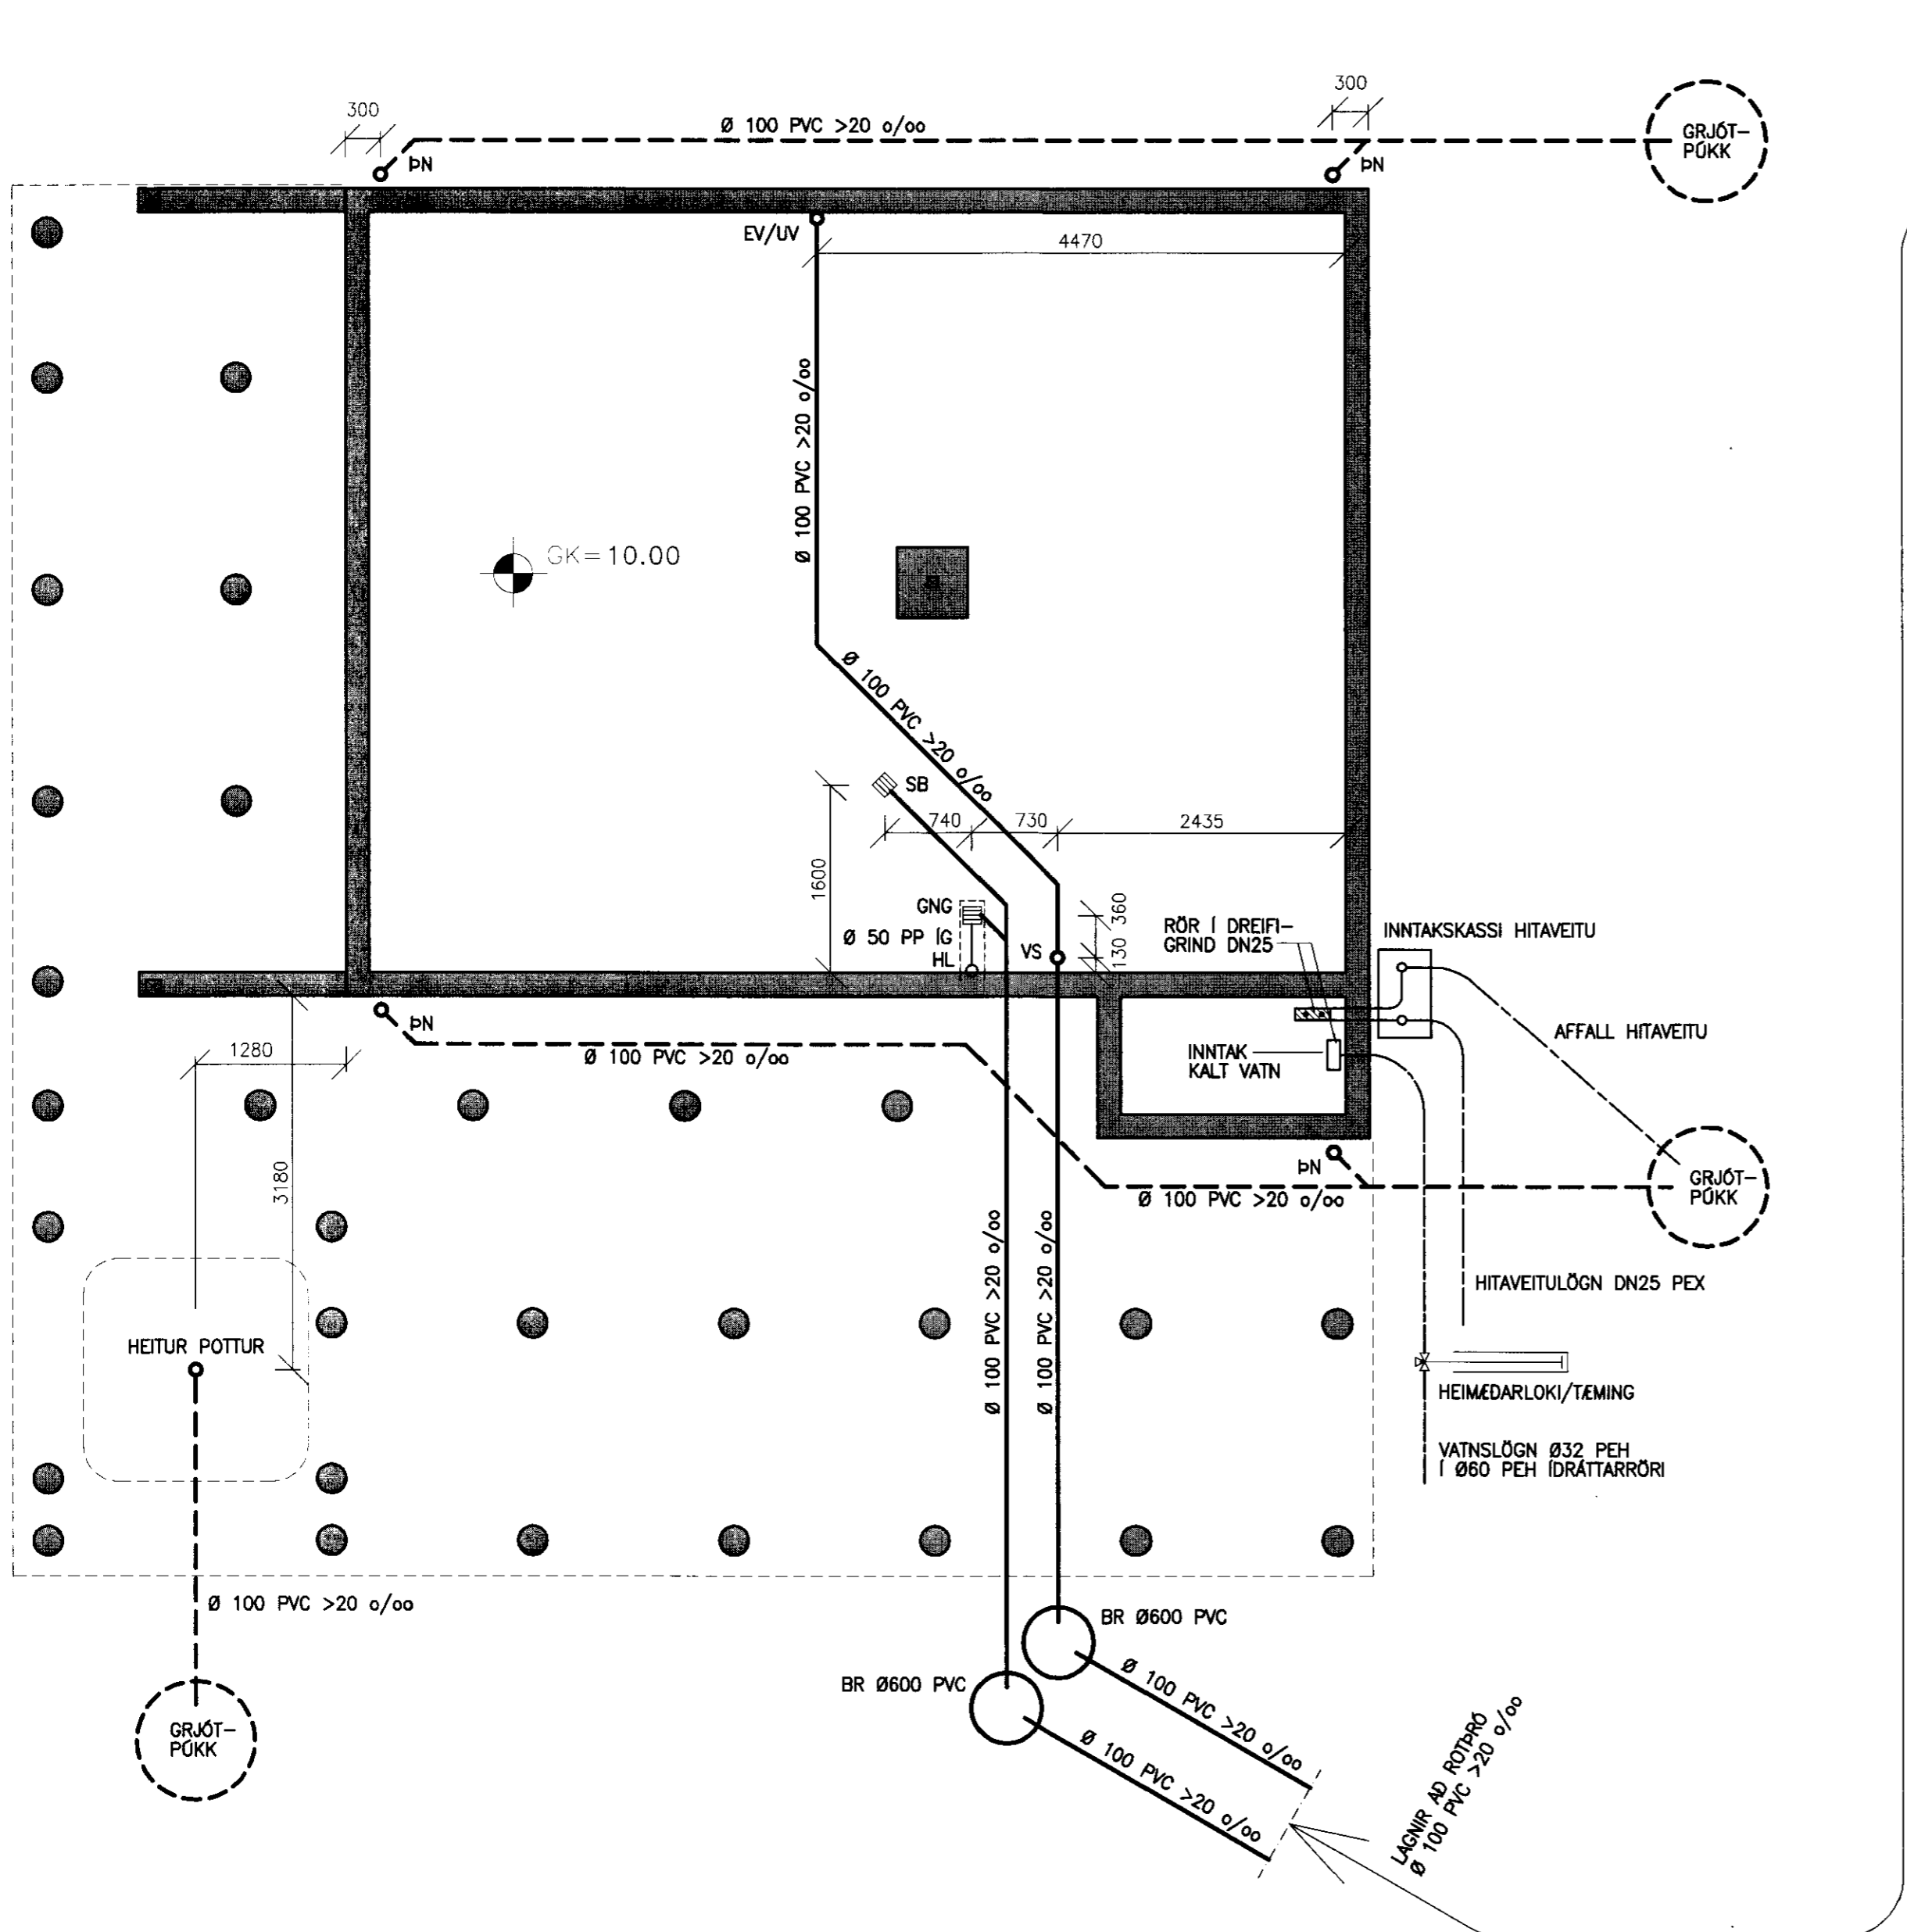 300
300
Ø 100 PVC >20 o/oo
ÞN
ÞN
GRJÓT-
PÚKK
EV/UV
4470
Ø 100 PVC >20 o/oo
GK=10.00
Ø 100 PVC >20 o/oo
SB
740
730
2435
1600
GNG
Ø 50 PP ÍG
HL
VS
360
130
RÖR Í DREIFI-
GRIND DN25
INNTAKSKASSI HITAVEITU
ÞN
Ø 100 PVC >20 o/oo
1280
INNTAK
KALT VATN
AFFALL HITAVEITU
3180
ÞN
Ø 100 PVC >20 o/oo
GRJÓT-
PÚKK
Ø 100 PVC >20 o/oo
Ø 100 PVC >20 o/oo
HITAVEITULÖGN DN25 PEX
HEITUR POTTUR
HEIMÆÐARLOKI/TÆMING
VATNSLÖGN Ø32 PEH
Í Ø60 PEH ÍDRÁTTARRÖRI
Ø 100 PVC >20 o/oo
BR Ø600 PVC
BR Ø600 PVC
Ø 100 PVC >20 o/oo
Ø 100 PVC >20 o/oo
GRJÓT-
PÚKK
LAGNIR AÐ ROTÞRÓ
Ø 100 PVC >20 o/oo